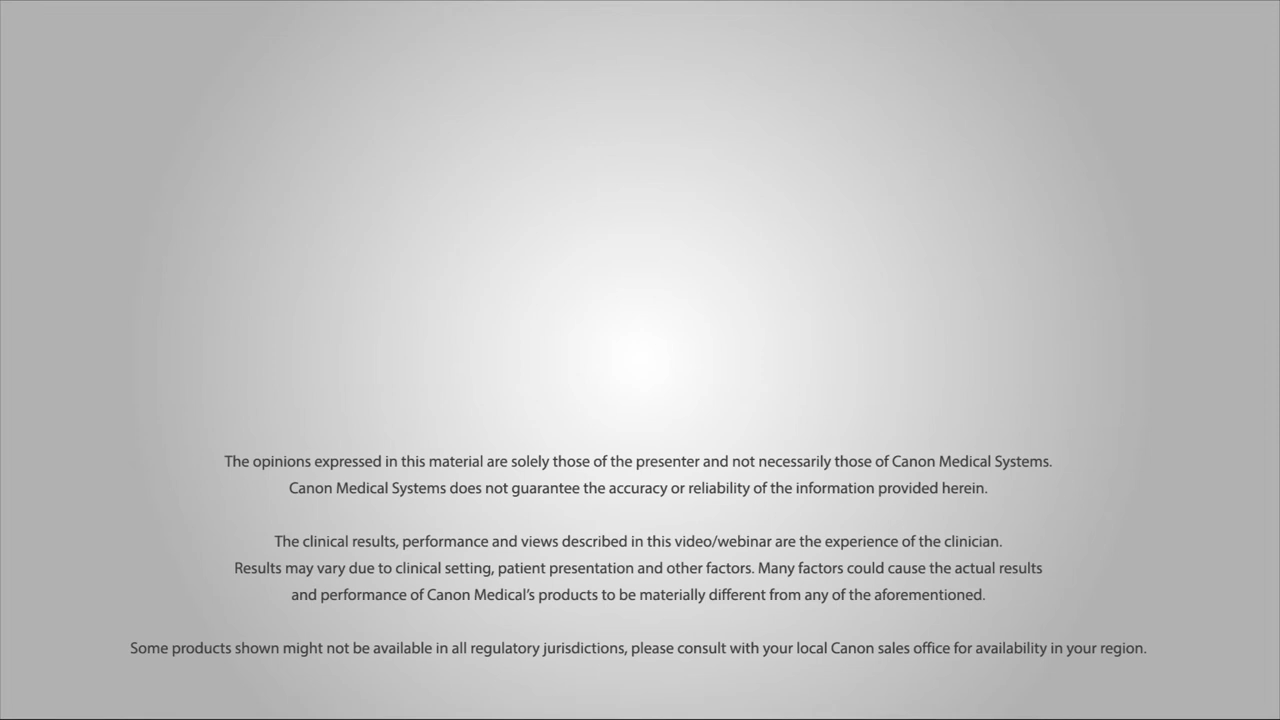 The opinions expressed in this material are solely those of the presenter and not necessarily those of Canon Medical Systems.
Canon Medical Systems does not guarantee the accuracy or reliability of the information provided herein.
The clinical results, performance and views described in this video/webinar are the experience of the clinician.
Results may vary due to clinical setting, patient presentation and other factors. Many factors could cause the actual results
and performance of Canon Medical’s products to be materially different from any of the aforementioned.
Some products shown might not be available in all regulatory jurisdictions, please consult with your local Canon sales office for availability in your region.